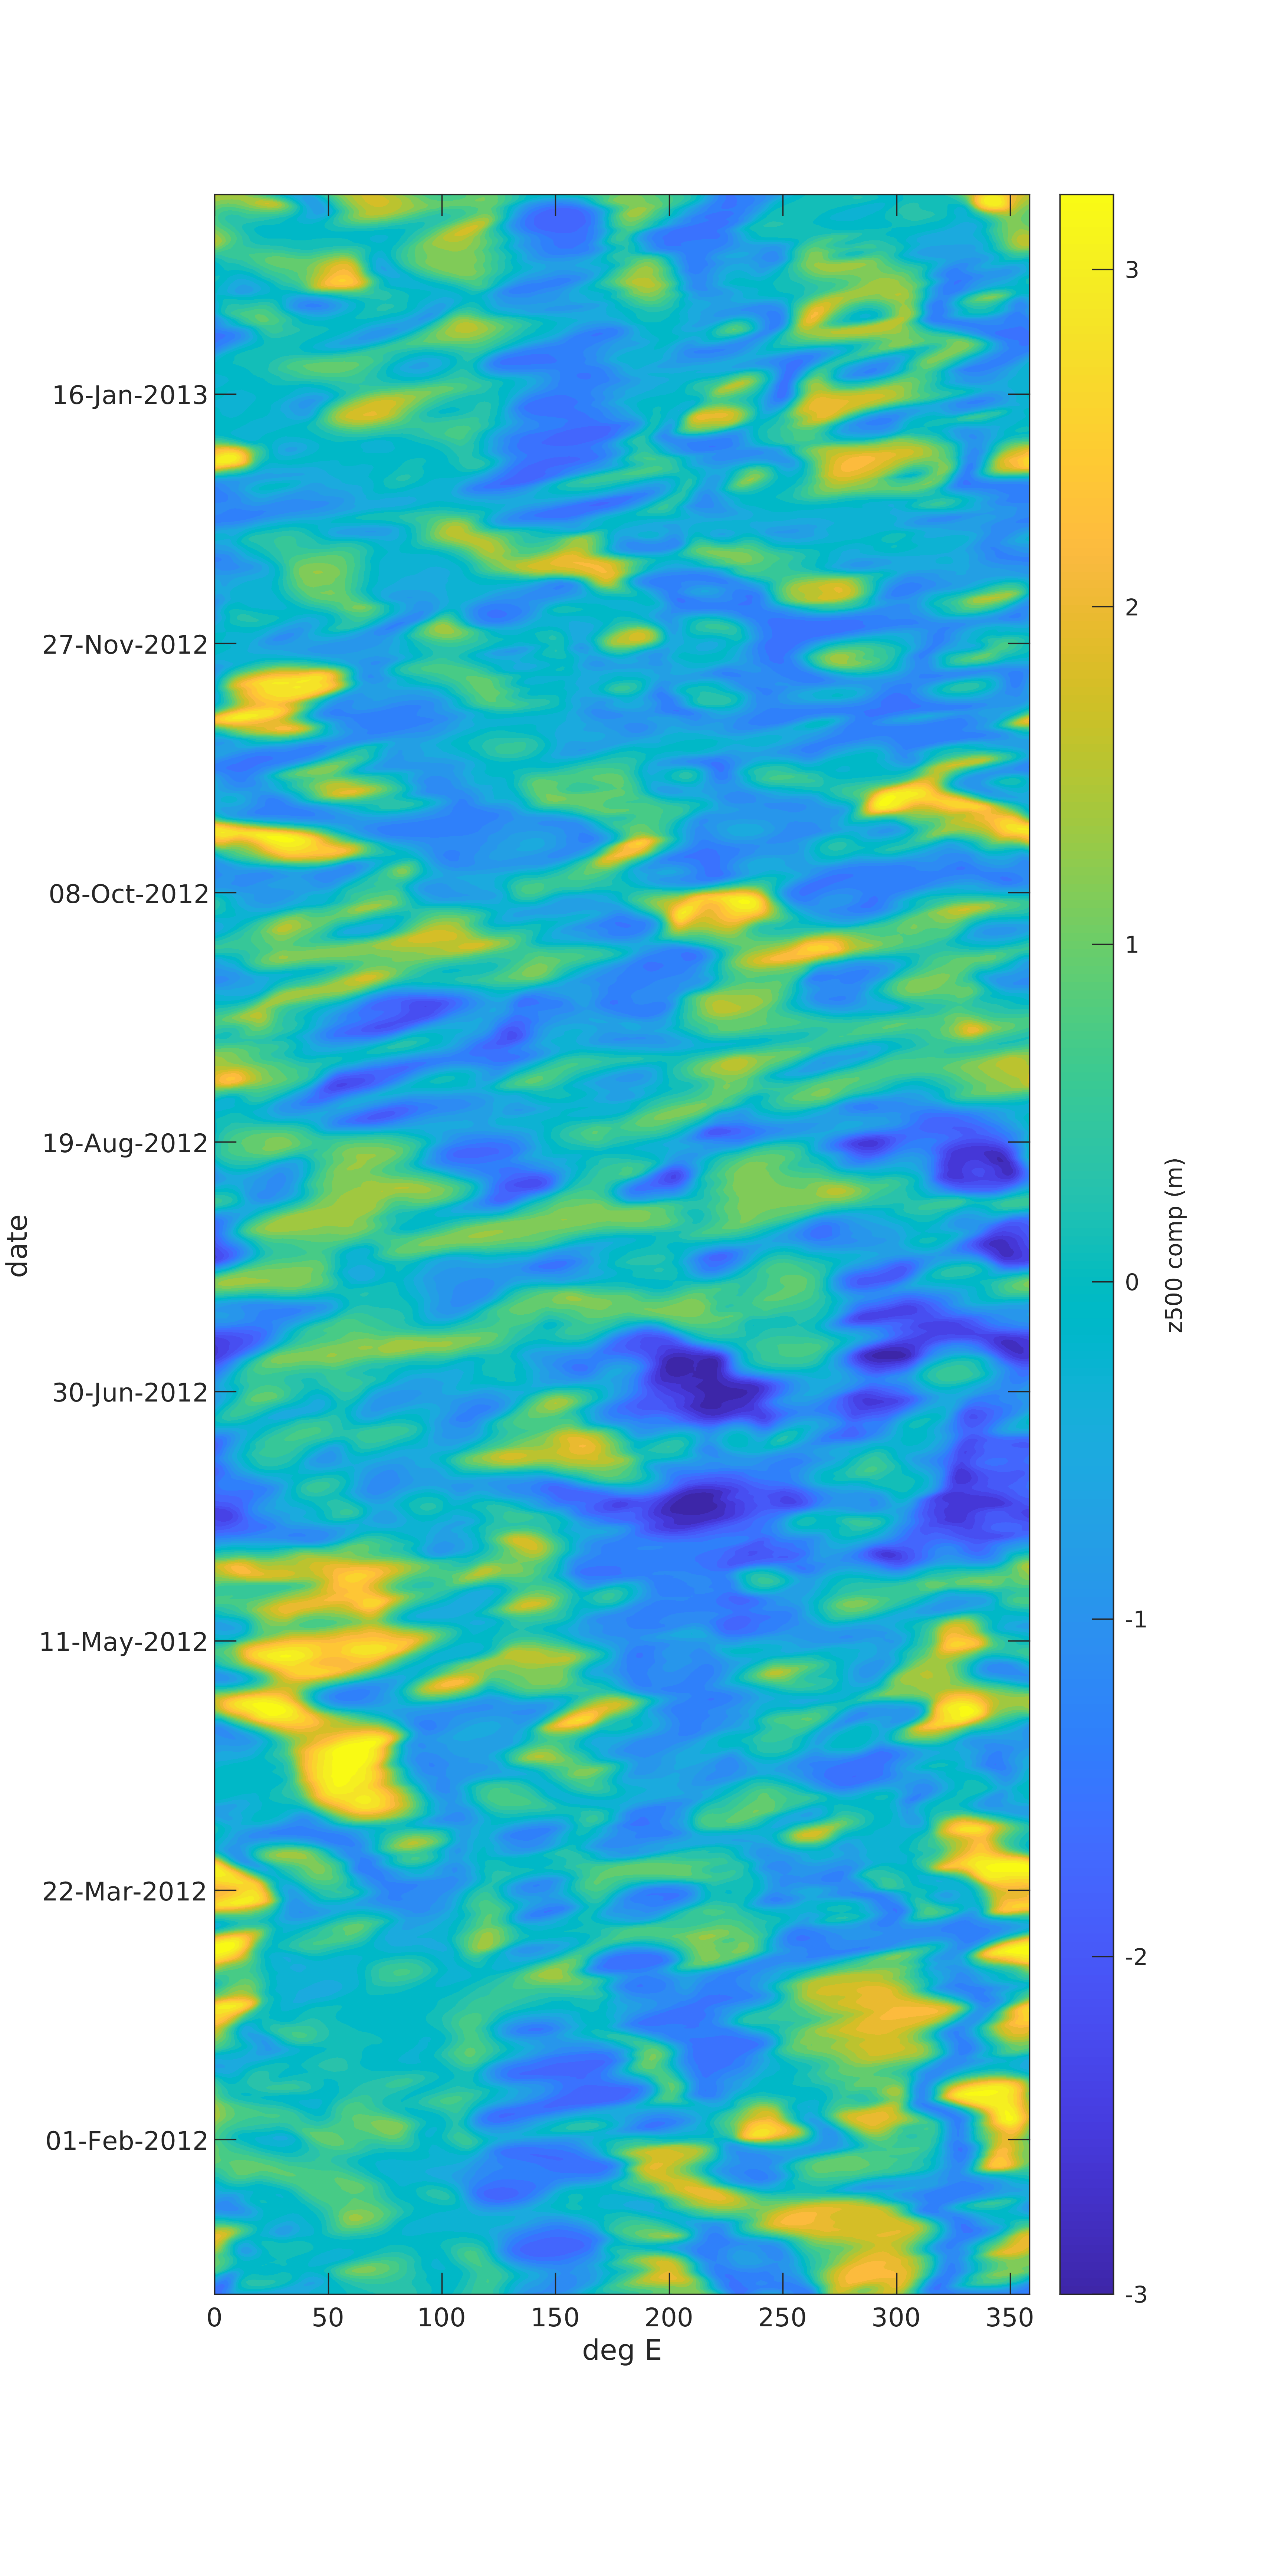 16-Jan-2013
27-Nov-2012
08-Oct-2012
19-Aug-2012
30-Jun-2012
11-May-2012
22-Mar-2012
01-Feb-2012
date
0 50 100 150 200 250 300 350
deg E
3
2
1
0
-1
-2
-3
z500 comp (m)